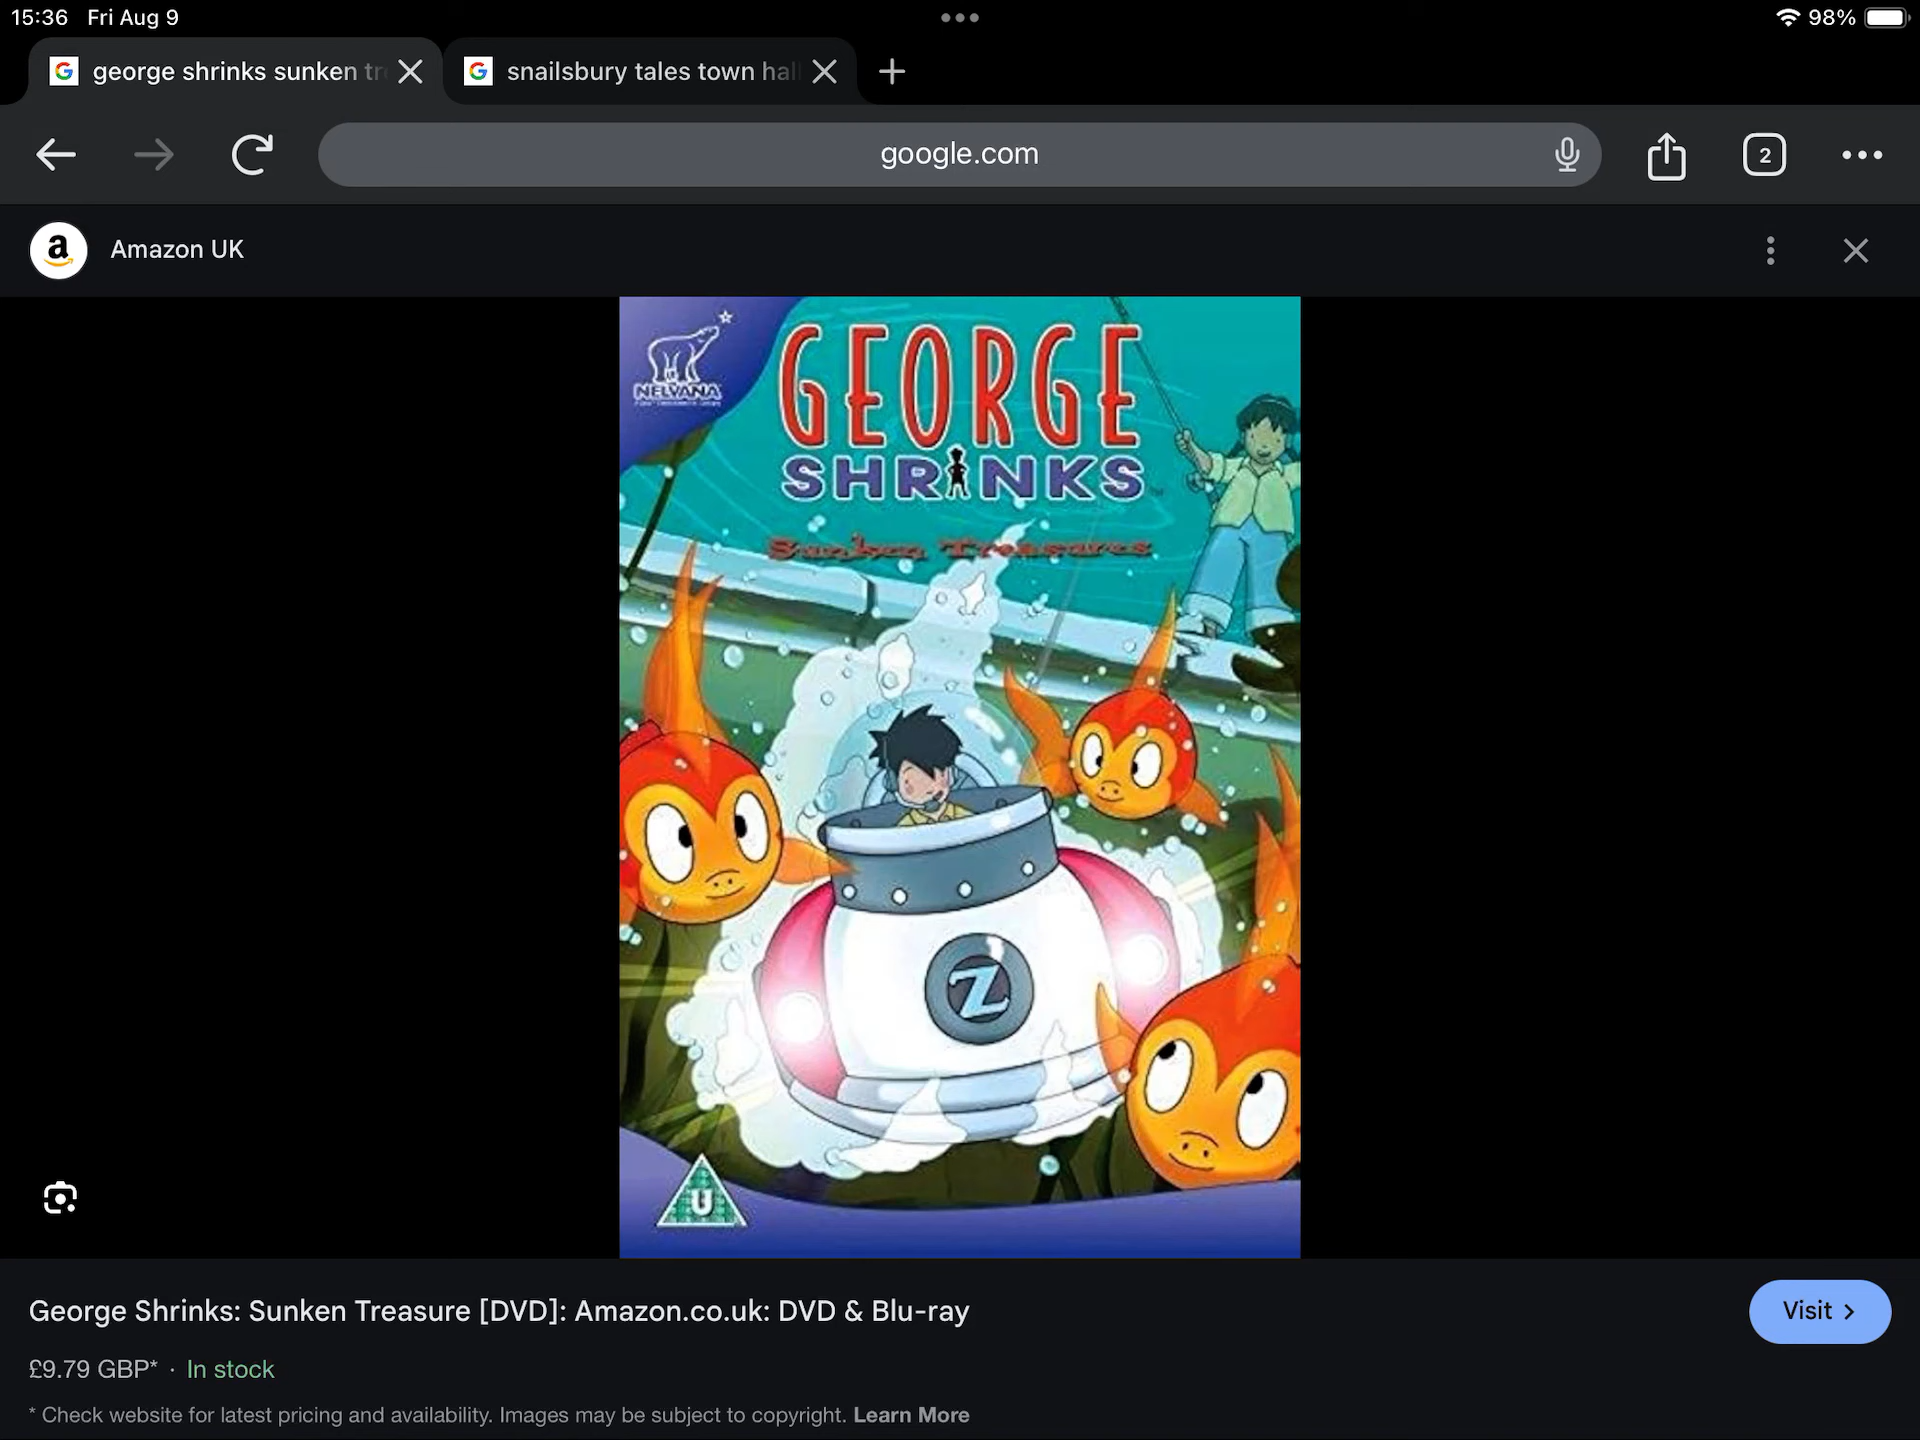 15:36 Fri Aug 9
98%
george shrinks sunken tr
snailsbury tales town hal
google.com
2
a
Amazon UK
NELVANA
GEORGE
SHRINKS
Sunken Treasures
Z
U
George Shrinks: Sunken Treasure [DVD]: Amazon.co.uk: DVD & Blu-ray
Visit
£9.79 GBP* · In stock
* Check website for latest pricing and availability. Images may be subject to copyright. Learn More